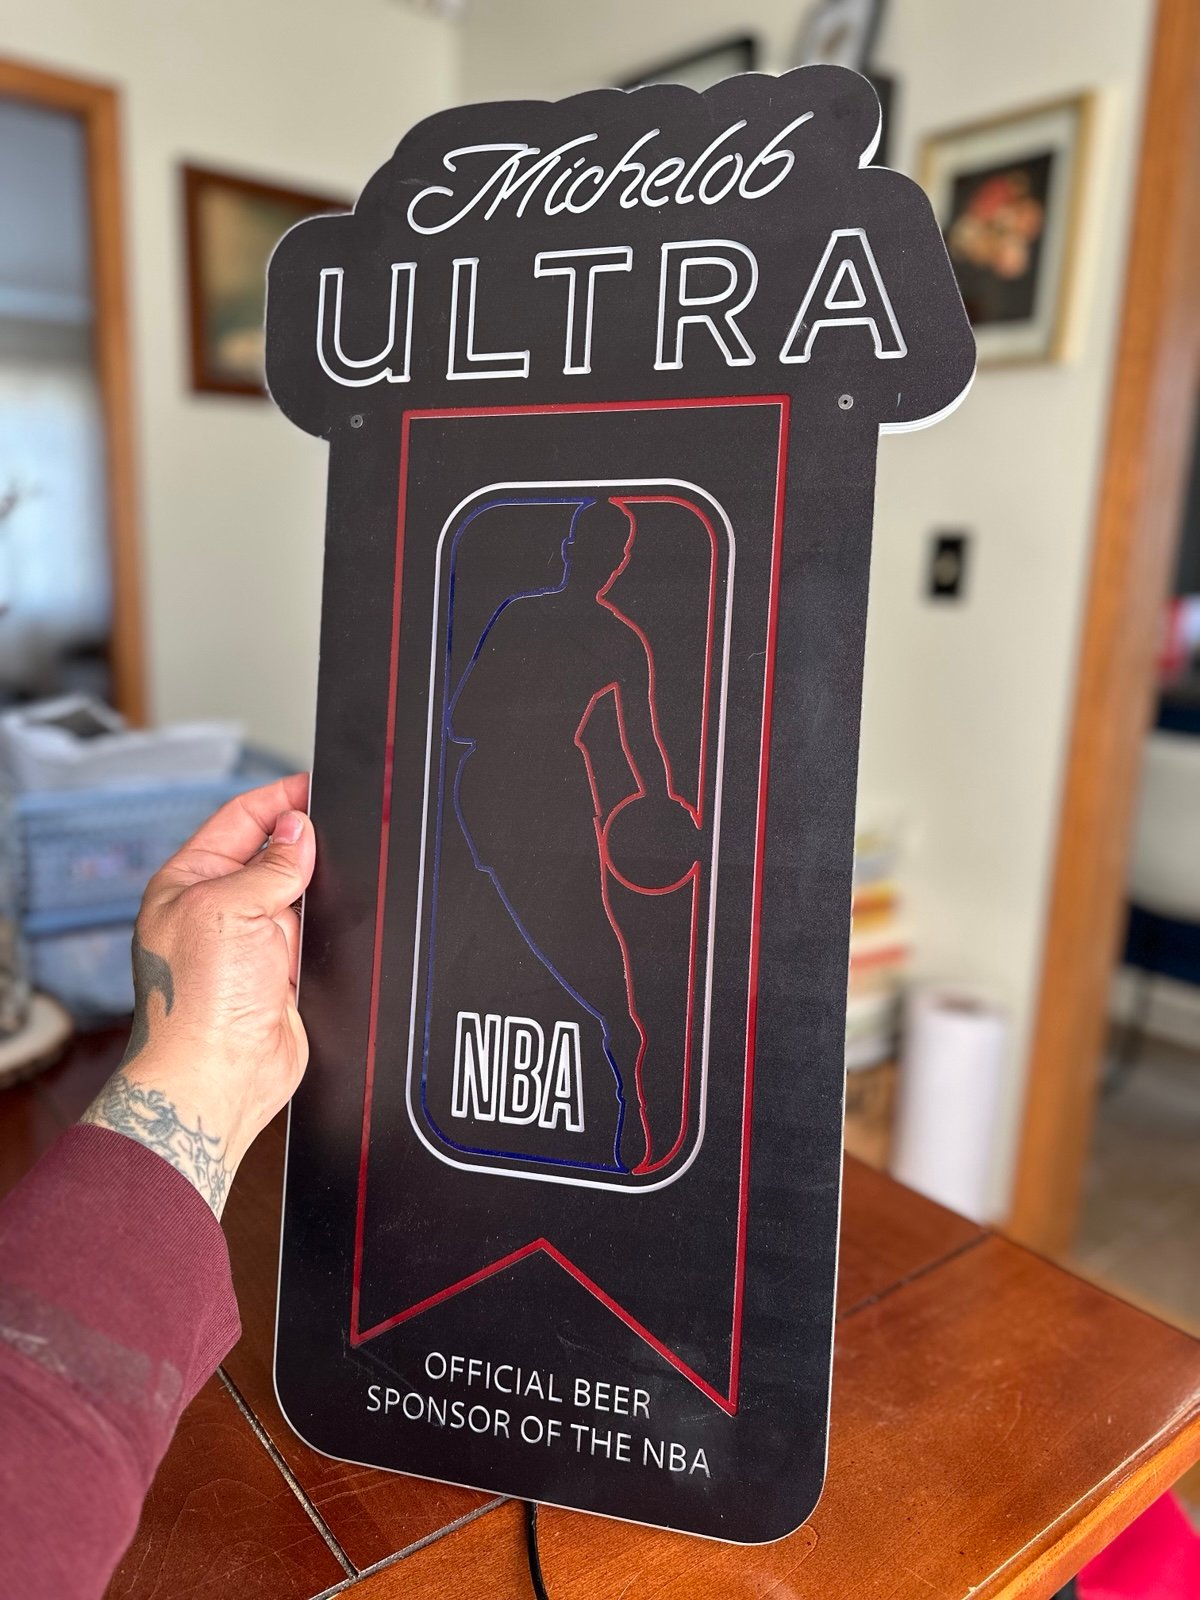 Michelob
ULTRA
NBA
OFFICIAL BEER
SPONSOR OF THE NBA